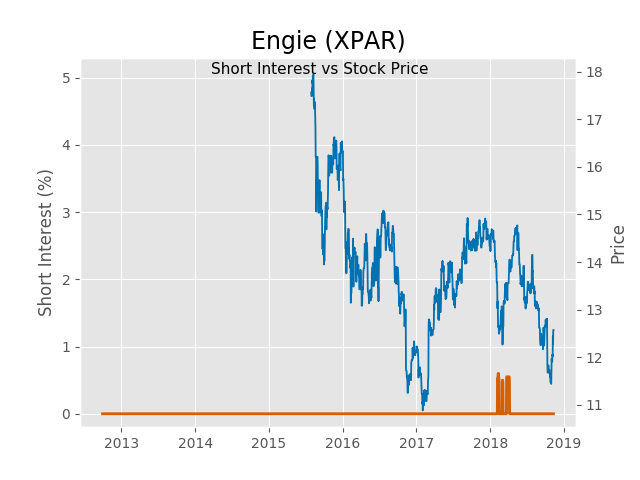 Engie (XPAR)
Short Interest vs Stock Price
Short Interest (%)
5
4
3
2
1
0
18
17
16
15
14
13
12
11
Price
2013 2014 2015 2016 2017 2018 2019